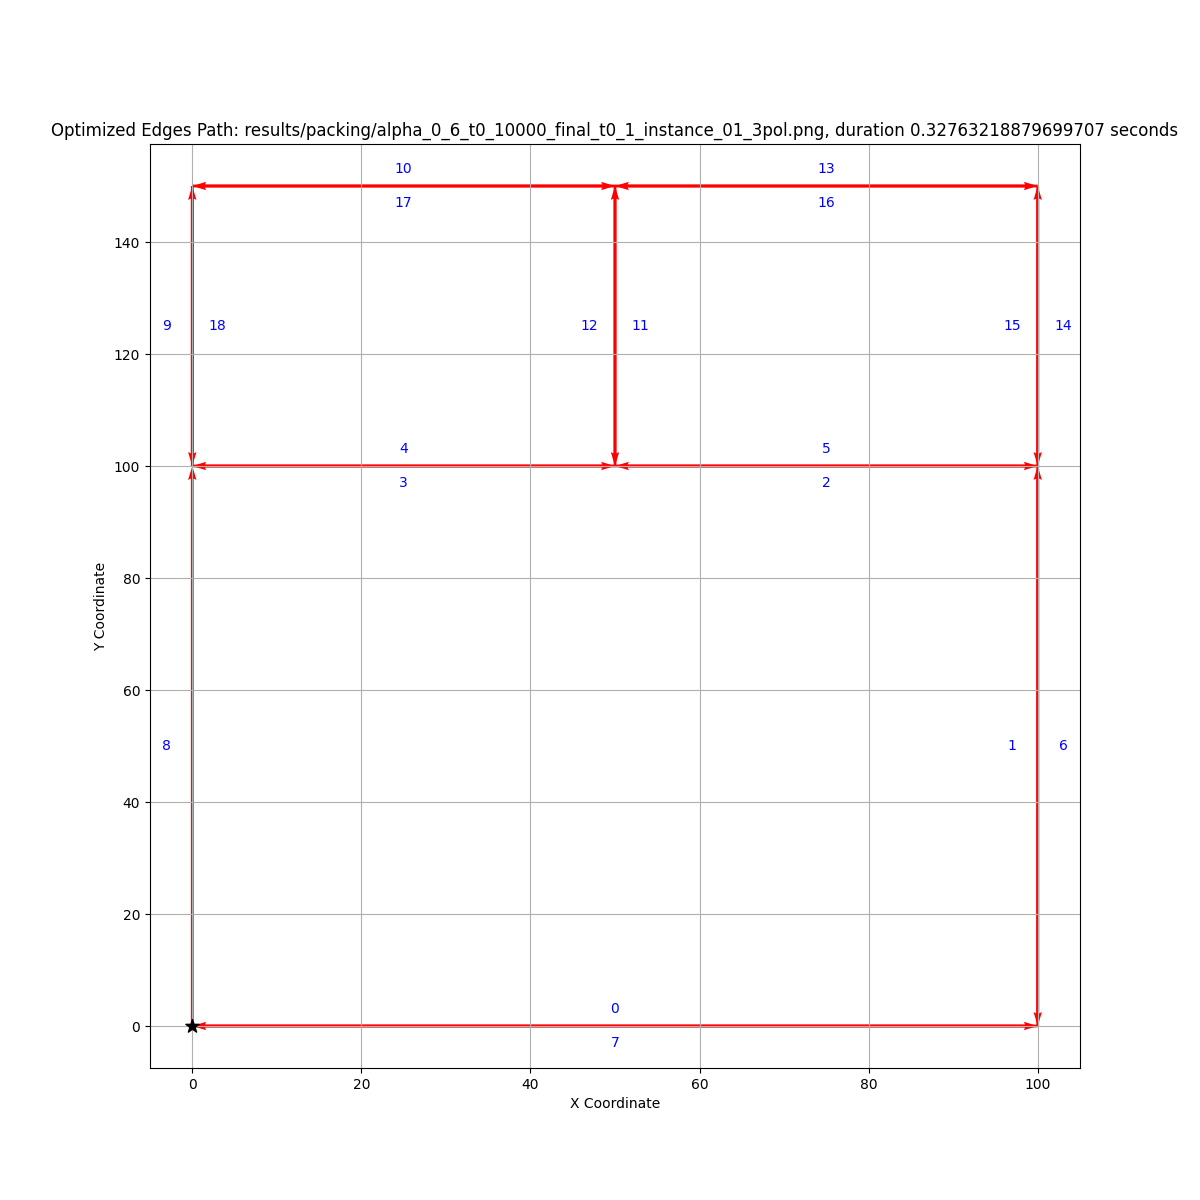 Optimized Edges Path: results/packing/alpha_0_6_t0_10000_final_t0_1_instance_01_3pol.png, duration 0.32763218879699707 seconds
10 13
17 16
140
9 18 12 11 15 14
120
4 5
100
3 2
80
Y Coordinate
60
8 1 6
40
20
0
0
7
0 20 40 60 80 100
X Coordinate